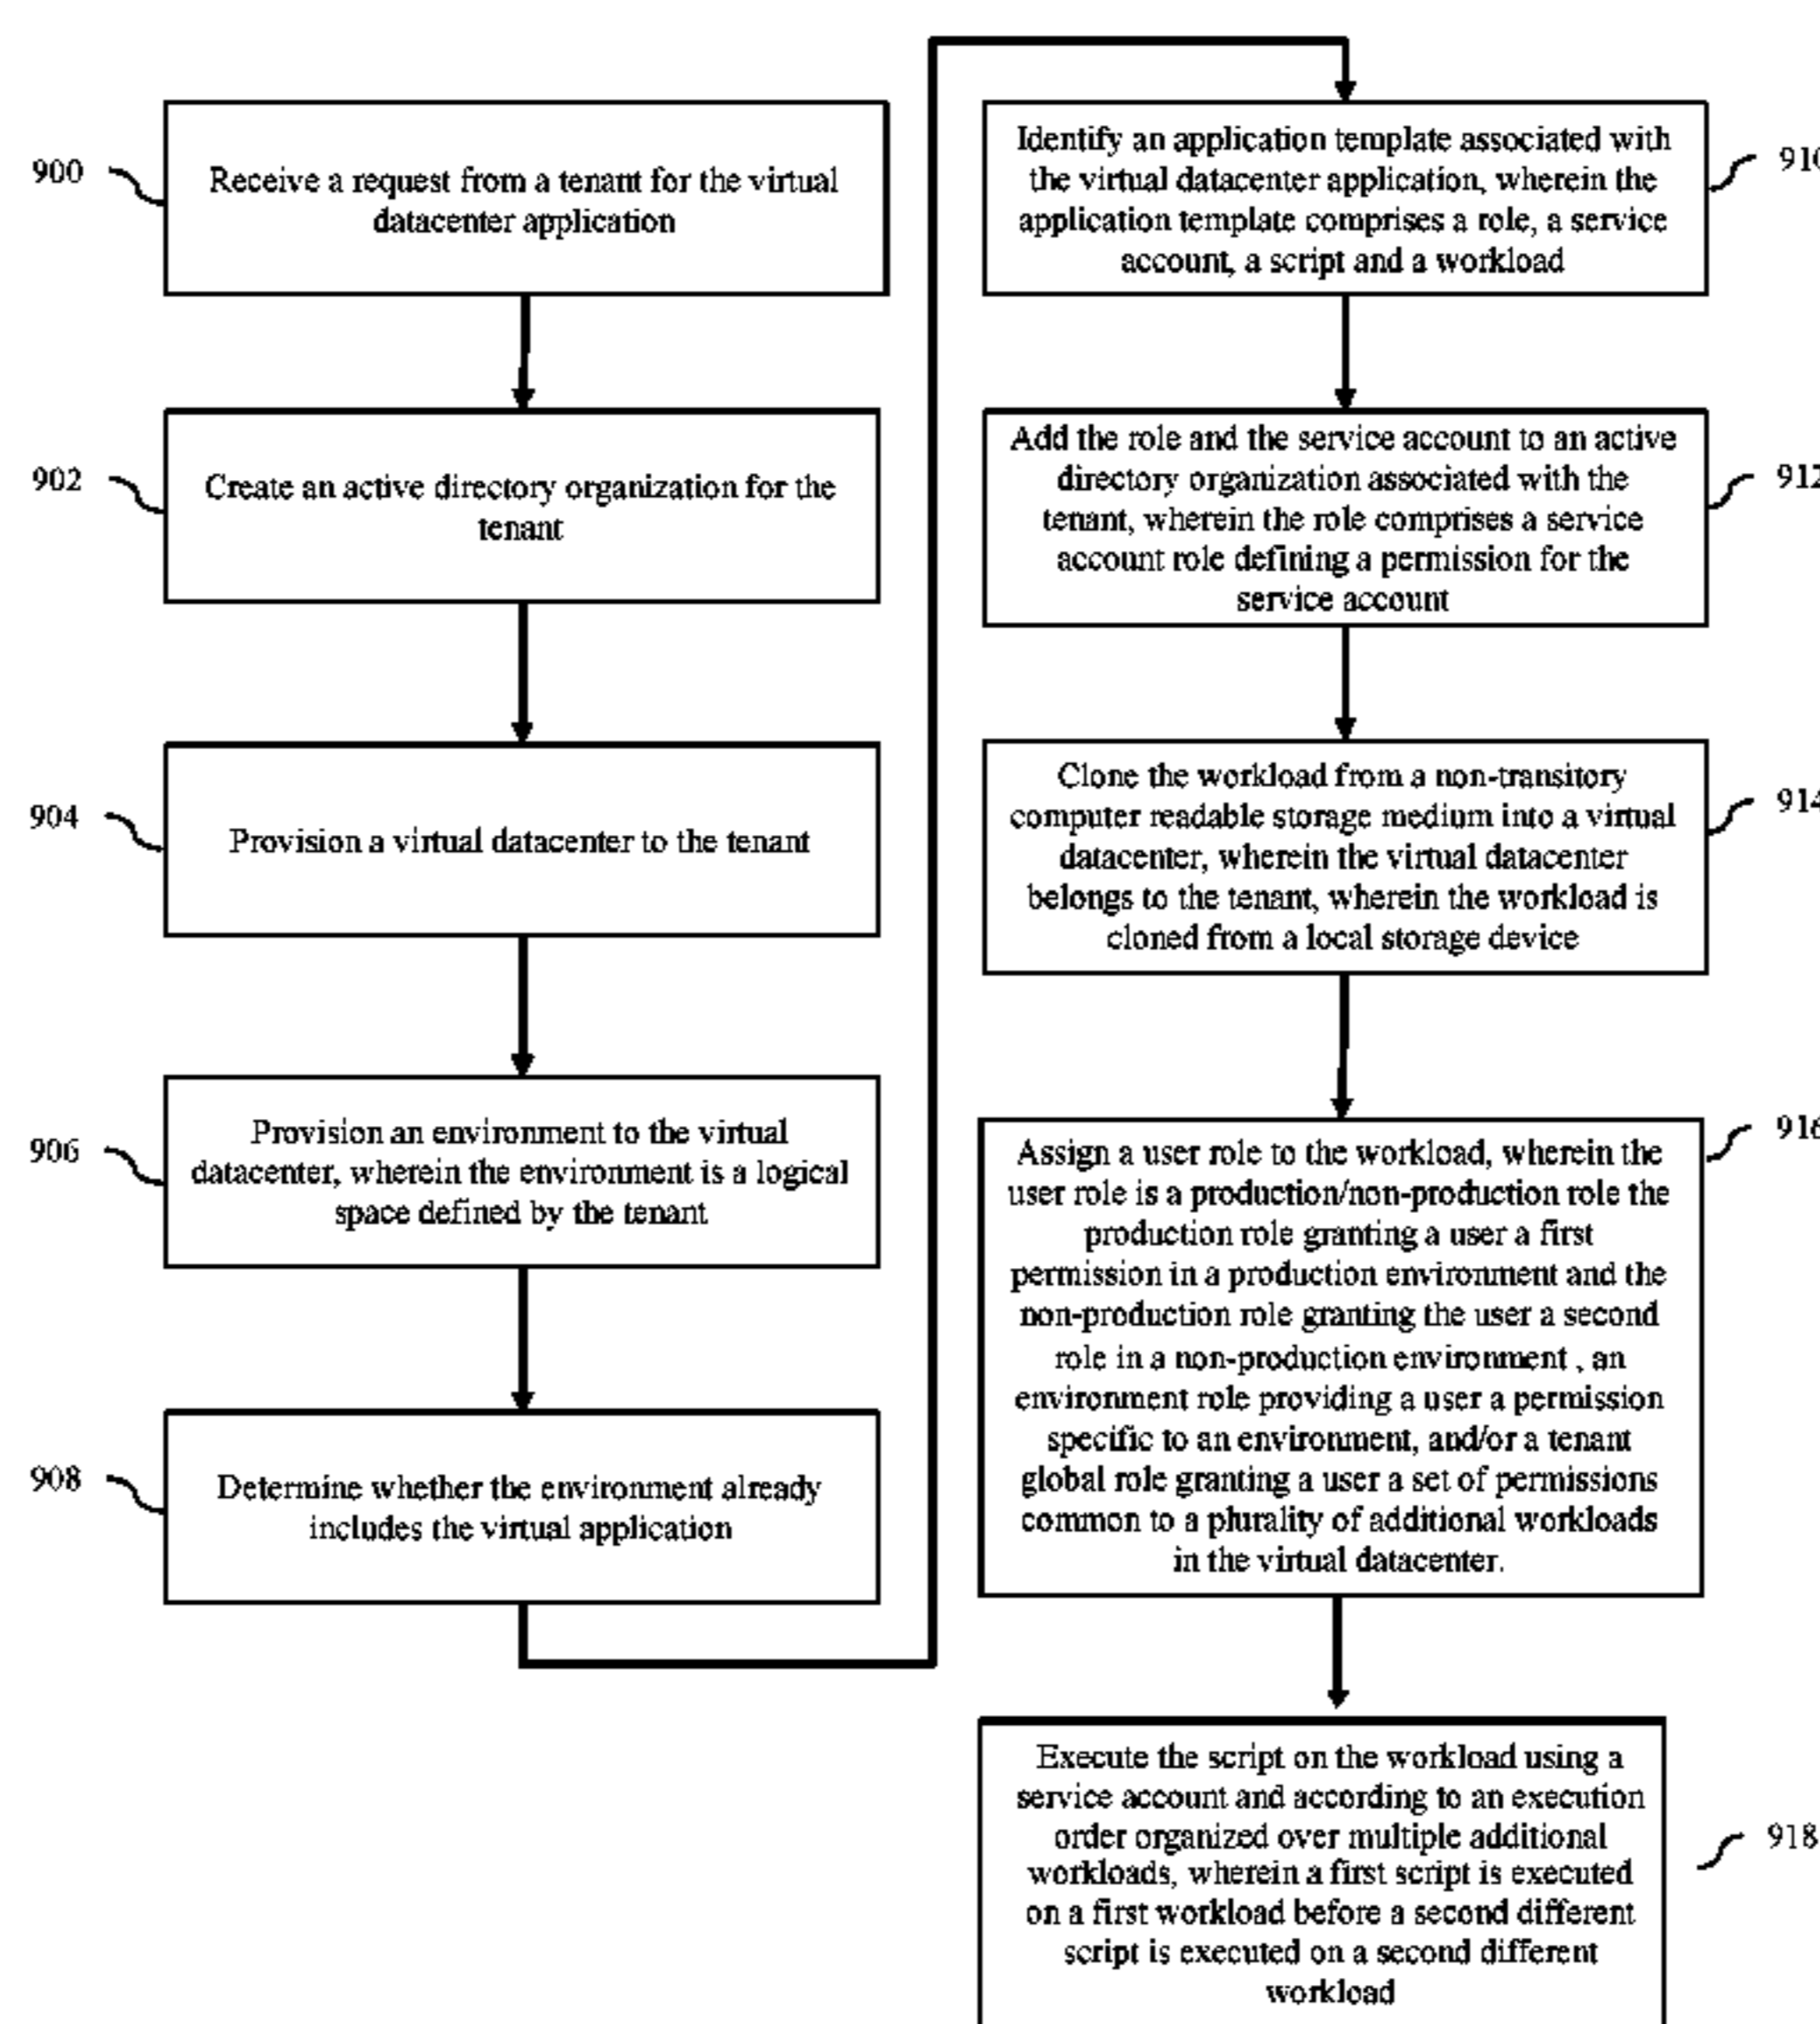 900
Receive a request from a tenant for the virtual
datacenter application
902
Create an active directory organization for the
tenant
904
Provision a virtual datacenter to the tenant
906
Provision an environment to the virtual
datacenter, wherein the environment is a logical
space defined by the tenant
908
Determine whether the environment already
includes the virtual application
Identify an application template associated with
the virtual datacenter application, wherein the
application template comprises a role, a service
account, a script and a workload
910
Add the role and the service account to an active
directory organization associated with the
tenant, wherein the role comprises a service
account role defining a permission for the
service account
912
Clone the workload from a non-transitory
computer readable storage medium into a virtual
datacenter, wherein the virtual datacenter
belongs to the tenant, wherein the workload is
cloned from a local storage device
914
Assign a user role to the workload, wherein the
user role is a production/non-production role the
production role granting a user a first
permission in a production environment and the
non-production role granting the user a second
role in a non-production environment , an
environment role providing a user a permission
specific to an environment, and/or a tenant
global role granting a user a set of permissions
common to a plurality of additional workloads
in the virtual datacenter.
916
Execute the script on the workload using a
service account and according to an execution
order organized over multiple additional
workloads, wherein a first script is executed
on a first workload before a second different
script is executed on a second different
workload
918